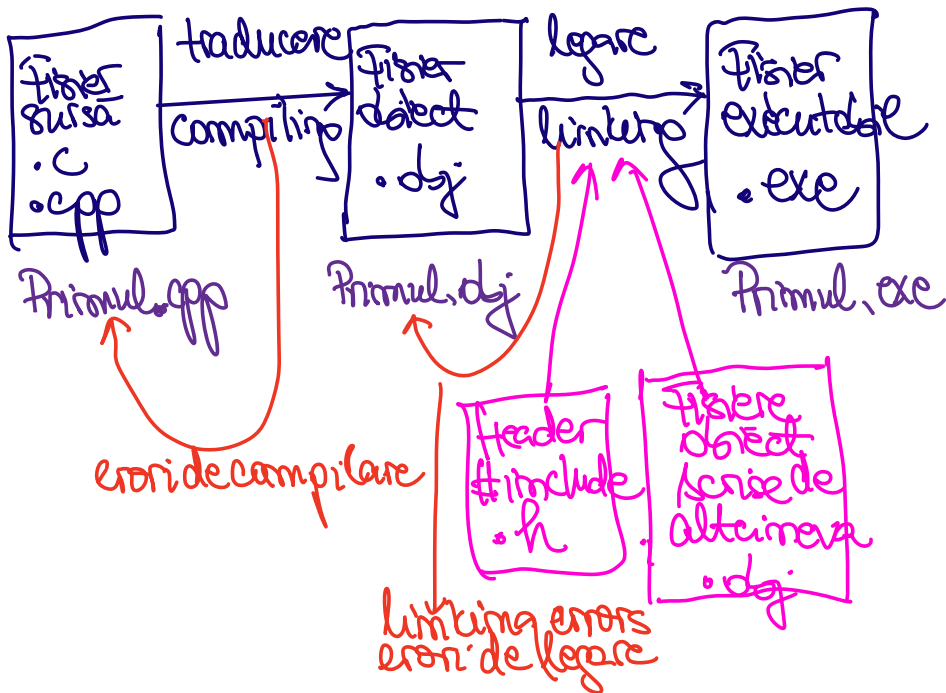 Fisier
sursă
.c
.cpp
traducere
compiling
Fisier
obiect
.obj
legare
linking
Fisier
executabil
.exe
Primul.cpp
Primul.obj
Primul.exe
erori de compilare
Header
#include
.h
Fisiere
obiect
scrise de
altcineva
.obj
linking errors
erori de legare